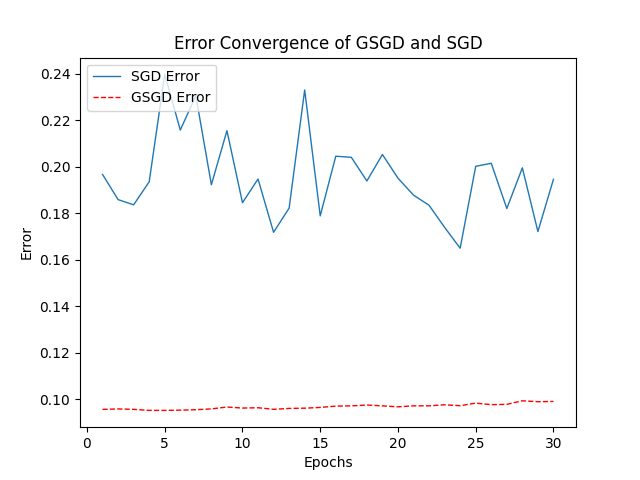 Error Convergence of GSGD and SGD
SGD Error
GSGD Error
0.24
0.22
0.20
0.18
0.16
0.14
0.12
0.10
Error
0 5 10 15 20 25 30
Epochs